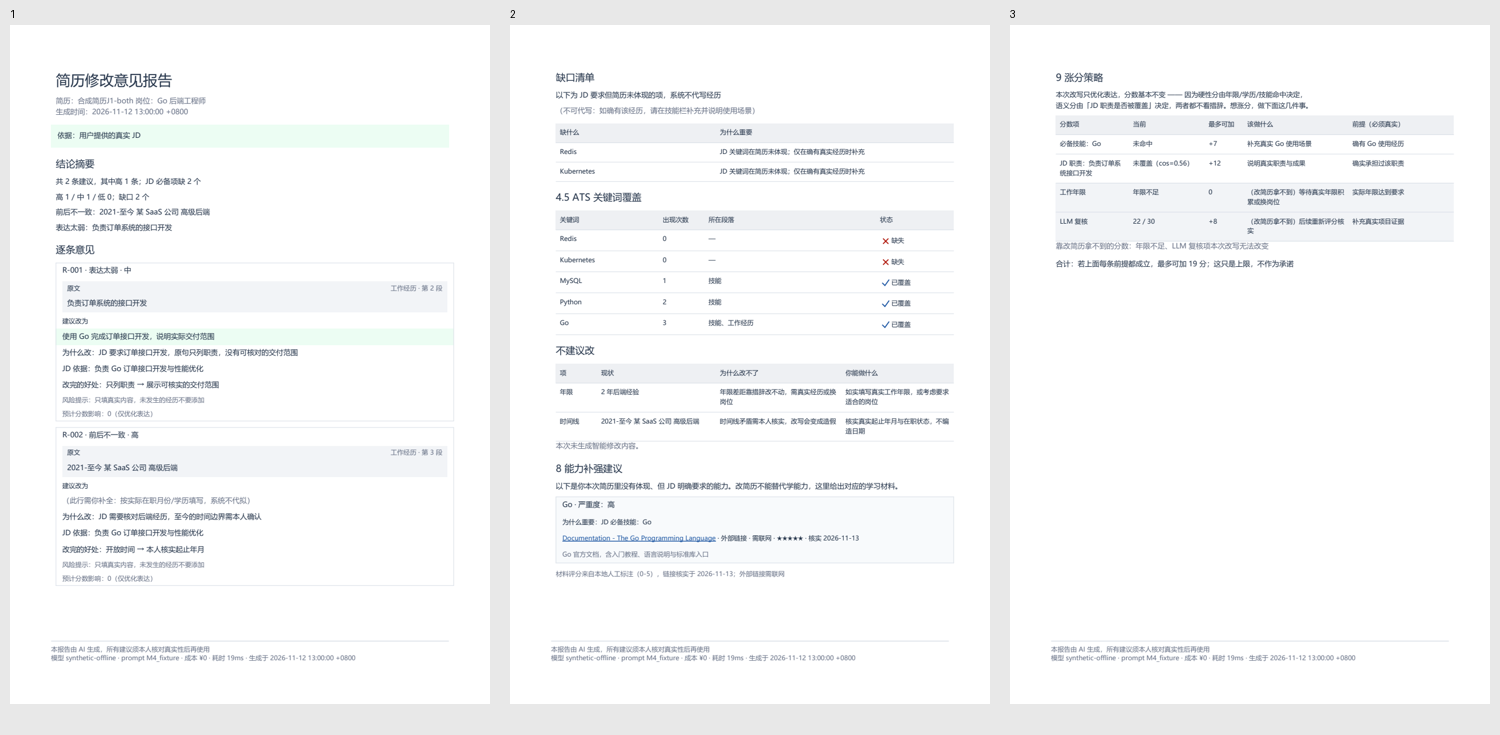 1
简历修改意见报告
简历：合成简历J1-both 岗位：Go 后端工程师
生成时间：2026-11-12 13:00:00 +0800
依据：用户提供的真实 JD
结论摘要
共 2 条建议，其中高 1 条；JD 必备项缺 2 个
高 1 / 中 1 / 低 0；缺口 2 个
前后不一致：2021-至今 某 SaaS 公司 高级后端
表达太弱：负责订单系统的接口开发
逐条意见
R-001 · 表达太弱 · 中
原文 工作经历 · 第 2 段
负责订单系统的接口开发
建议改为
使用 Go 完成订单接口开发，说明实际交付范围
为什么改：JD 要求订单接口开发，原句只列职责，没有可核对的交付范围
JD 依据：负责 Go 订单接口开发与性能优化
改完的好处：只列职责 → 展示可核实的交付范围
风险提示：只填真实内容，未发生的经历不要添加
预计分数影响：0（仅优化表达）
R-002 · 前后不一致 · 高
原文 工作经历 · 第 3 段
2021-至今 某 SaaS 公司 高级后端
建议改为
（此行需你补全：按实际在职月份/学历填写，系统不代拟）
为什么改：JD 需要核对后端经历，至今的时间边界需本人确认
JD 依据：负责 Go 订单接口开发与性能优化
改完的好处：开放时间 → 本人核实起止年月
风险提示：只填真实内容，未发生的经历不要添加
预计分数影响：0（仅优化表达）
本报告由 AI 生成，所有建议须本人核对真实性后再使用
模型 synthetic-offline · prompt M4_fixture · 成本 ¥0 · 耗时 19ms · 生成于 2026-11-12 13:00:00 +0800
2
缺口清单
以下为 JD 要求但简历未体现的项，系统不代写经历
（不可代写：如确有该经历，请在技能栏补充并说明使用场景）
缺什么 为什么重要
Redis JD 关键词在简历未体现；仅在确有真实经历时补充
Kubernetes JD 关键词在简历未体现；仅在确有真实经历时补充
4.5 ATS 关键词覆盖
关键词 出现次数 所在段落 状态
Redis 0 — ❌ 缺失
Kubernetes 0 — ❌ 缺失
MySQL 1 技能 ✓ 已覆盖
Python 2 技能 ✓ 已覆盖
Go 3 技能、工作经历 ✓ 已覆盖
不建议改
项 现状 为什么改不了 你能做什么
年限 2 年后端经验 年限差距靠措辞改不动，需真实经历或换岗位 如实填写真实工作年限，或考虑要求适合的岗位
时间线 2021-至今 某 SaaS 公司 高级后端 时间线矛盾需本人核实，改写会变成造假 核实真实起止年月与在职状态，不编造日期
本次未生成智能修改内容。
8 能力补强建议
以下是你本次简历里没有体现、但 JD 明确要求的能力。改简历不能替代学能力，这里给出对应的学习材料。
Go · 严重度：高
为什么重要：JD 必备技能：Go
Documentation - The Go Programming Language · 外部链接 · 需联网 · ★★★★★ · 核实 2026-11-13
Go 官方文档，含入门教程、语言说明与标准库入口
材料评分来自本地人工标注（0-5），链接核实于 2026-11-13；外部链接需联网
本报告由 AI 生成，所有建议须本人核对真实性后再使用
模型 synthetic-offline · prompt M4_fixture · 成本 ¥0 · 耗时 19ms · 生成于 2026-11-12 13:00:00 +0800
3
9 涨分策略
本次改写只优化表达，分数基本不变 —— 因为硬性分由年限/学历/技能命中决定，
语义分由「JD 职责是否被覆盖」决定，两者都不看措辞。想涨分，做下面这几件事。
分数项 当前 最多可加 该做什么 前提（必须真实）
必备技能：Go 未命中 +7 补充真实 Go 使用场景 确有 Go 使用经历
JD 职责：负责订单系统接口开发 未覆盖（cos=0.56） +12 说明真实职责与成果 确实承担过该职责
工作年限 年限不足 0 （改简历拿不到）等待真实年限积累或换岗位 实际年限达到要求
LLM 复核 22 / 30 +8 （改简历拿不到）后续重新评分核实 补充真实项目证据
靠改简历拿不到的分数：年限不足、LLM 复核项本次改写无法改变
合计：若上面每条前提都成立，最多可加 19 分；这只是上限，不作为承诺
本报告由 AI 生成，所有建议须本人核对真实性后再使用
模型 synthetic-offline · prompt M4_fixture · 成本 ¥0 · 耗时 19ms · 生成于 2026-11-12 13:00:00 +0800